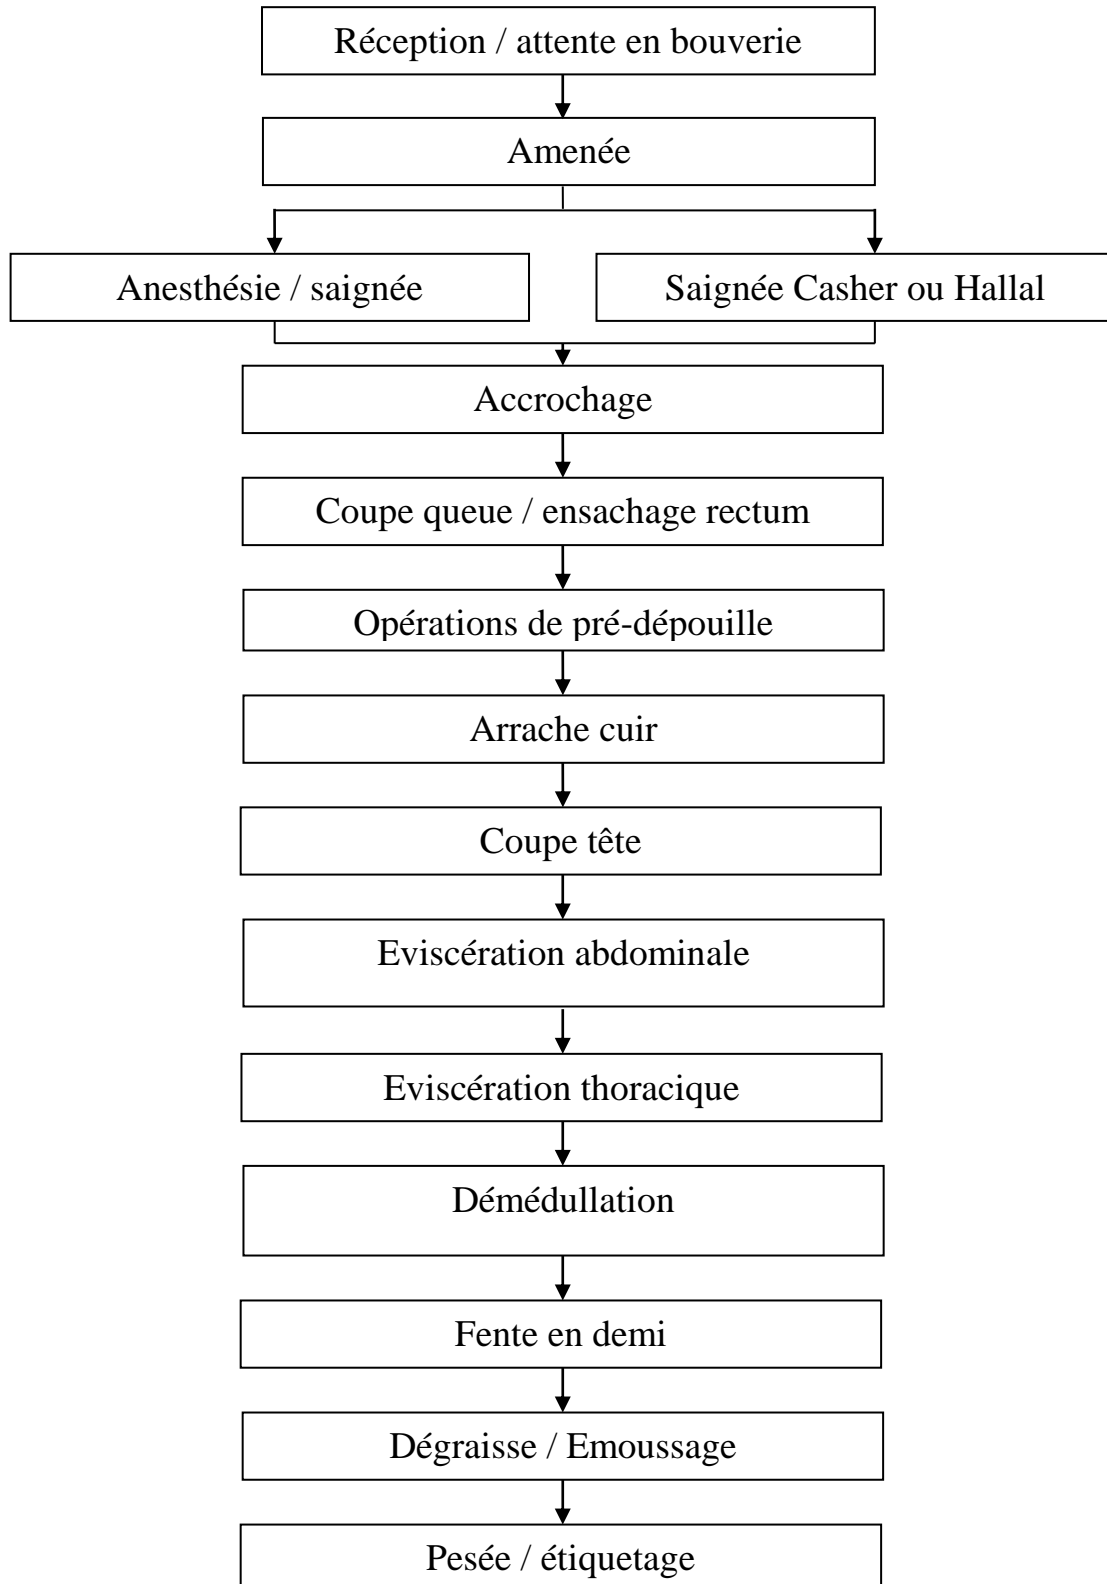 Réception / attente en bouverie
Amenée
Anesthésie / saignée
Saignée Casher ou Hallal
Accrochage
Coupe queue / ensachage rectum
Opérations de pré-dépouille
Arrache cuir
Coupe tête
Eviscération abdominale
Eviscération thoracique
Démédullation
Fente en demi
Dégraisse / Emoussage
Pesée / étiquetage